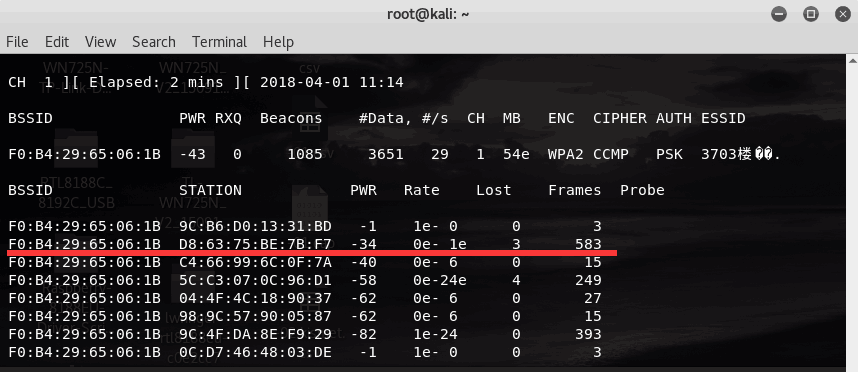 root@kali: ~
File Edit View Search Terminal Help
CH 1 ][ Elapsed: 2 mins ][ 2018-04-01 11:14
BSSID PWR RXQ Beacons #Data, #/s CH MB ENC CIPHER AUTH ESSID
F0:B4:29:65:06:1B -43 0 1085 3651 29 1 54e WPA2 CCMP PSK 3703楼��.
BSSID STATION PWR Rate Lost Frames Probe
F0:B4:29:65:06:1B 9C:B6:D0:13:31:BD -1 1e- 0 0 3
F0:B4:29:65:06:1B D8:63:75:BE:7B:F7 -34 0e- 1e 3 583
F0:B4:29:65:06:1B C4:66:99:6C:0F:7A -40 0e- 6 0 15
F0:B4:29:65:06:1B 5C:C3:07:0C:96:D1 -58 0e-24e 4 249
F0:B4:29:65:06:1B 04:4F:4C:18:90:37 -62 0e- 6 0 27
F0:B4:29:65:06:1B 98:9C:57:90:05:87 -62 0e- 6 0 15
F0:B4:29:65:06:1B 9C:4F:DA:8E:F9:29 -82 1e-24 0 393
F0:B4:29:65:06:1B 0C:D7:46:48:03:DE -1 1e- 0 0 3